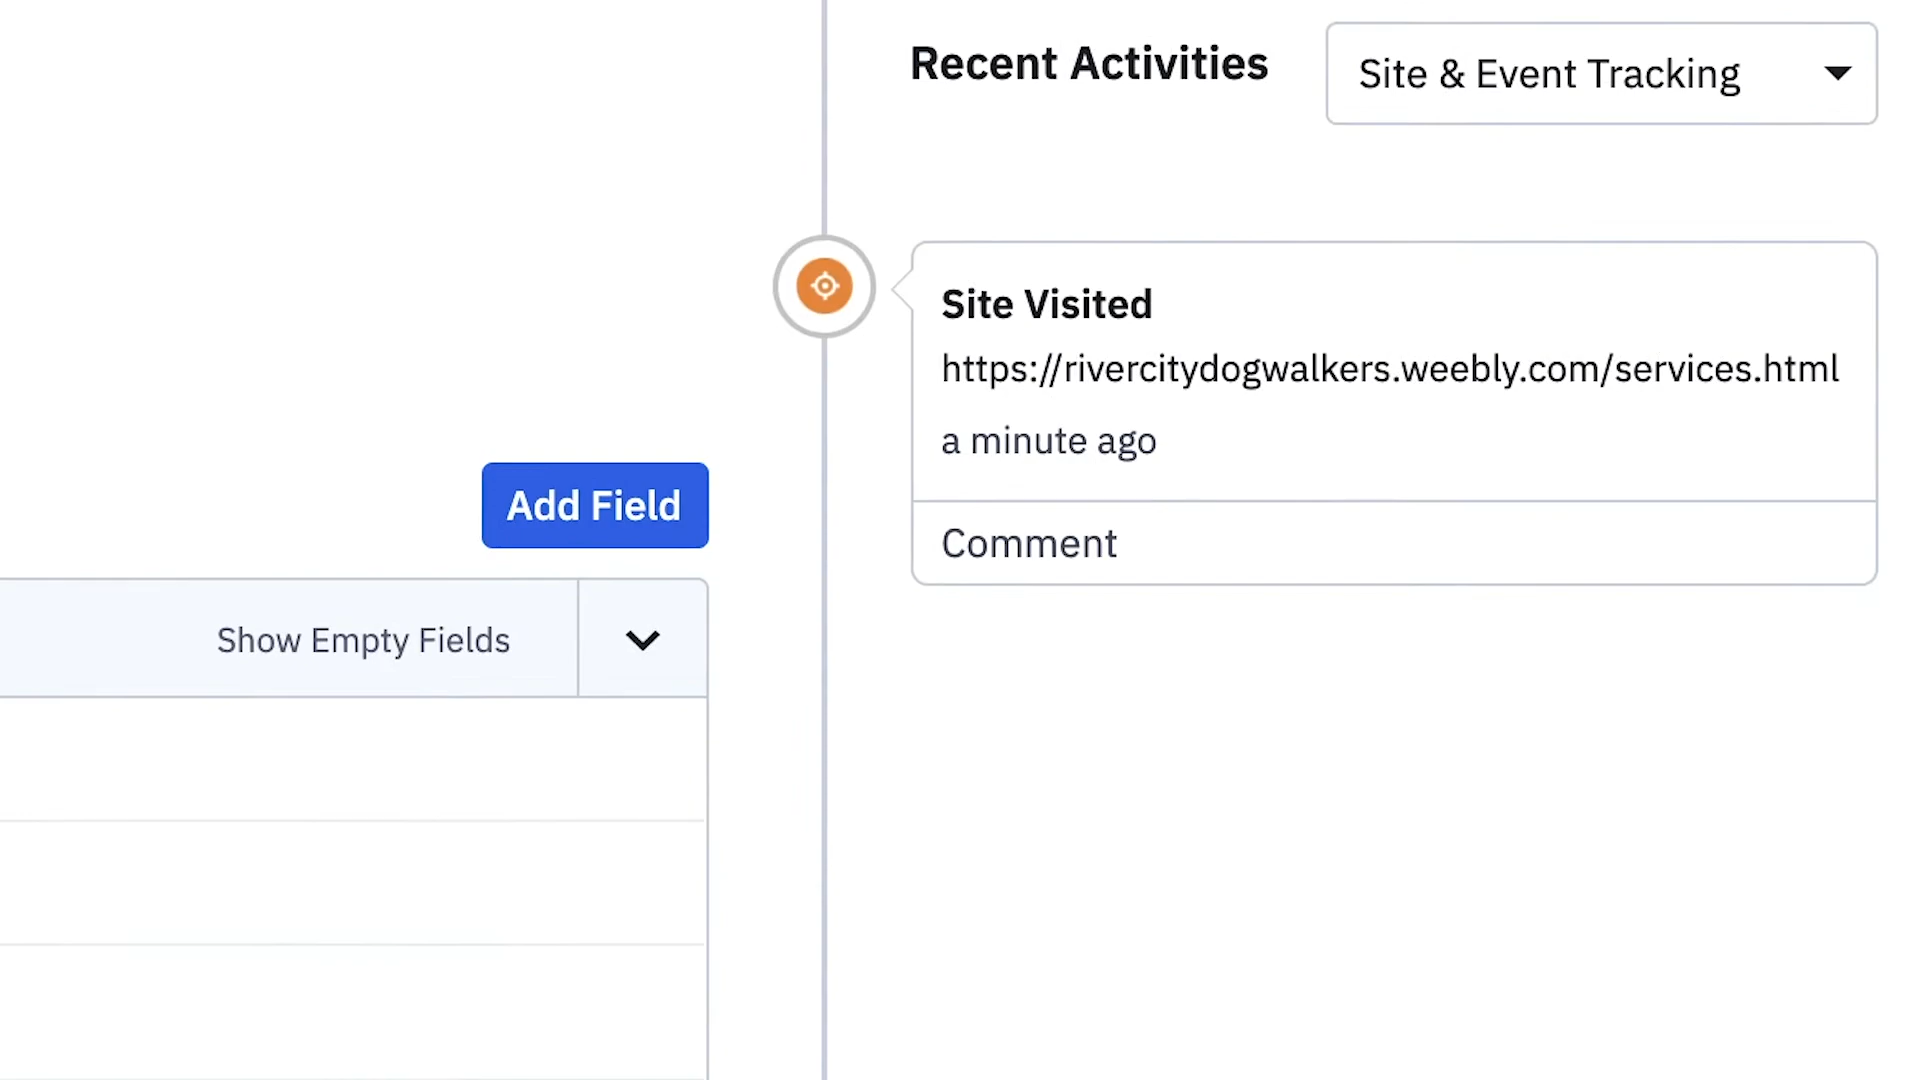 Recent Activities
Site & Event Tracking
Site Visited
https://rivercitydogwalkers.weebly.com/services.html
a minute ago
Comment
Add Field
Show Empty Fields